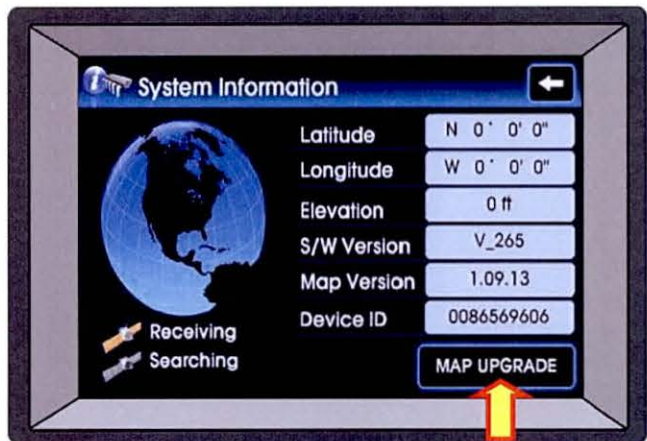 System Information
Latitude N 0° 0' 0"
Longitude W 0° 0' 0"
Elevation 0 ft
S/W Version V_265
Map Version 1.09.13
Device ID 0086569606
Receiving
Searching
MAP UPGRADE